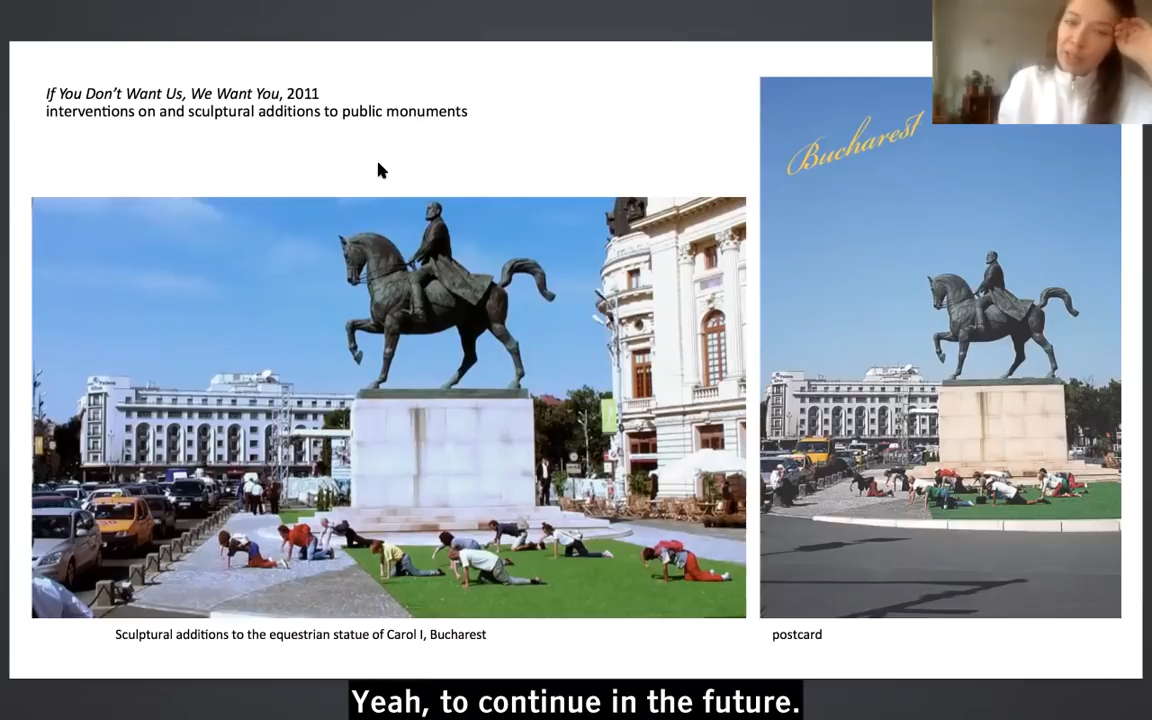 If You Don’t Want Us, We Want You, 2011
interventions on and sculptural additions to public monuments
Bucharest
Sculptural additions to the equestrian statue of Carol I, Bucharest
postcard
Yeah, to continue in the future.